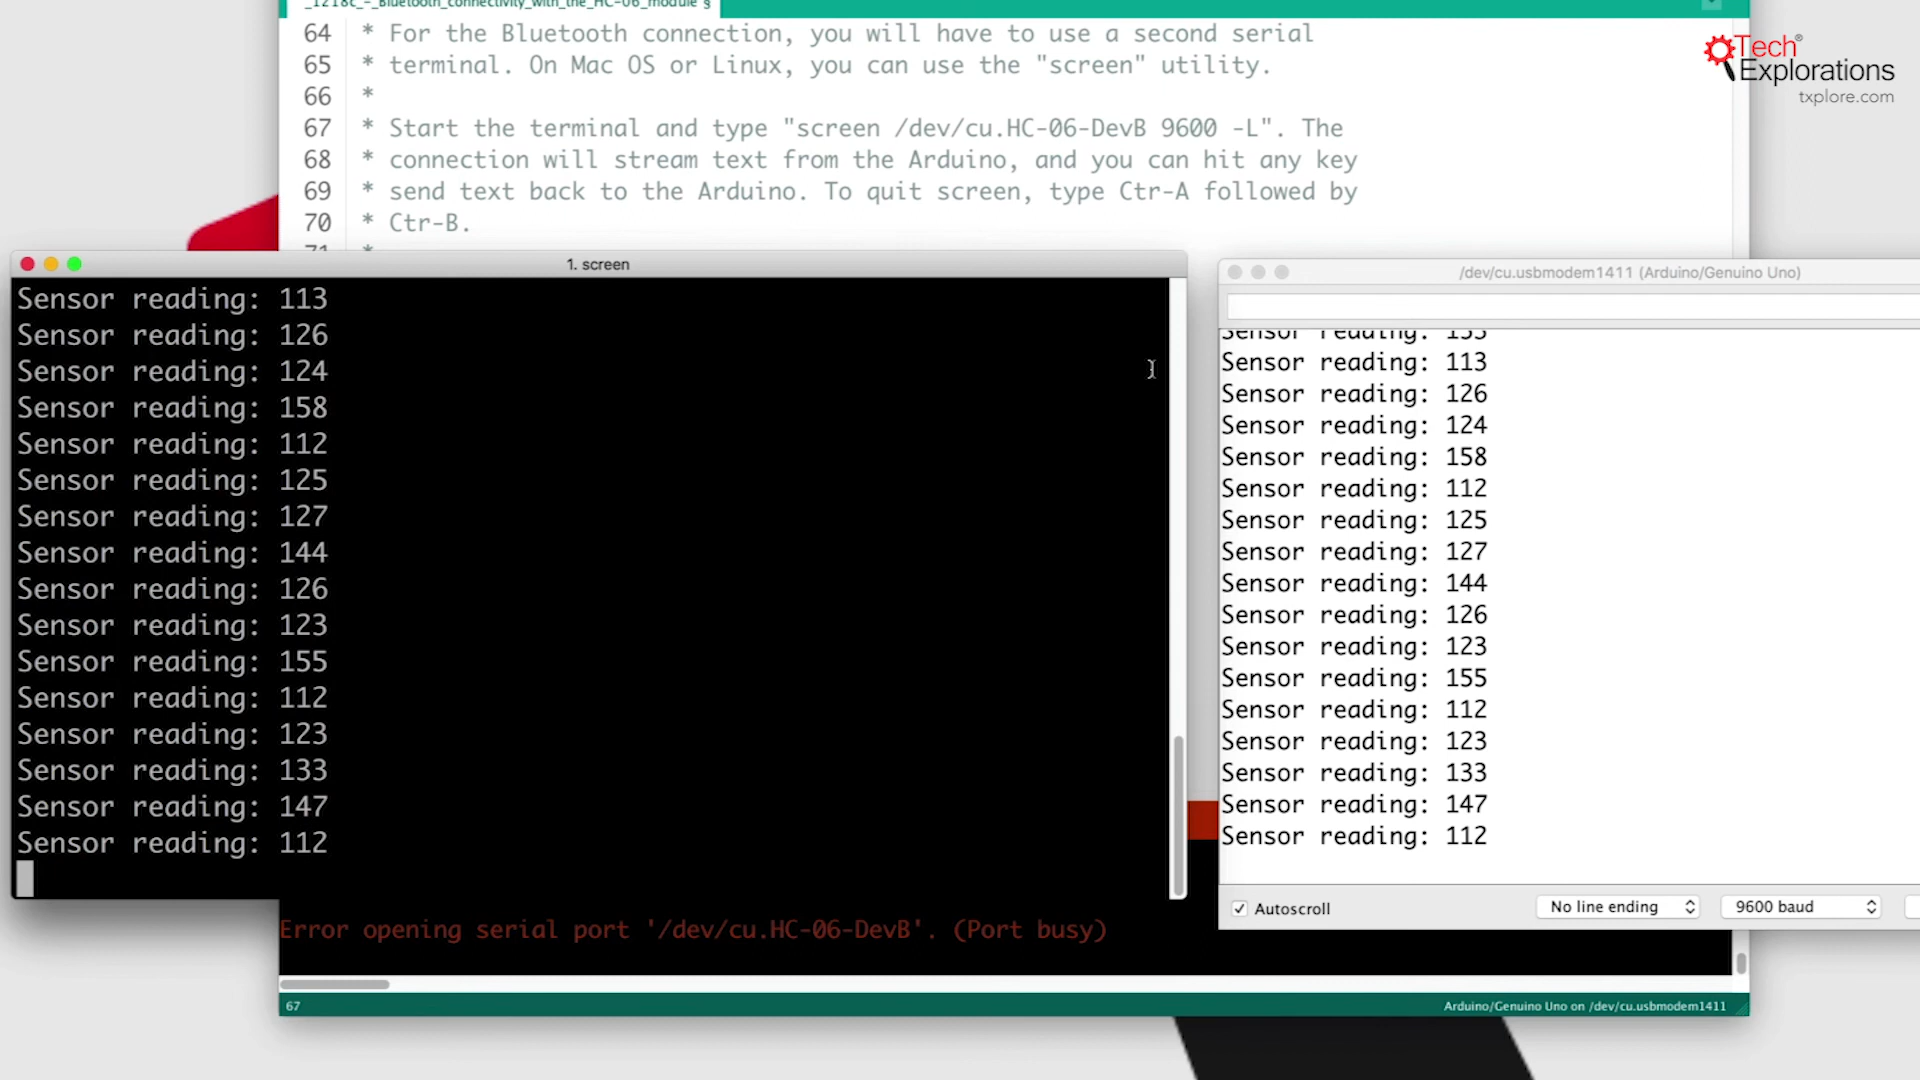 _1218c_-_Bluetooth_connectivity_with_the_HC-06_module §
64 * For the Bluetooth connection, you will have to use a second serial
65 * terminal. On Mac OS or Linux, you can use the "screen" utility.
66 *
67 * Start the terminal and type "screen /dev/cu.HC-06-DevB 9600 -L". The
68 * connection will stream text from the Arduino, and you can hit any key
69 * send text back to the Arduino. To quit screen, type Ctr-A followed by
70 * Ctr-B.
71 *
Tech®
Explorations
txplore.com
1. screen
Sensor reading: 113
Sensor reading: 126
Sensor reading: 124
Sensor reading: 158
Sensor reading: 112
Sensor reading: 125
Sensor reading: 127
Sensor reading: 144
Sensor reading: 126
Sensor reading: 123
Sensor reading: 155
Sensor reading: 112
Sensor reading: 123
Sensor reading: 133
Sensor reading: 147
Sensor reading: 112
/dev/cu.usbmodem1411 (Arduino/Genuino Uno)
Sensor reading:
Sensor reading: 113
Sensor reading: 126
Sensor reading: 124
Sensor reading: 158
Sensor reading: 112
Sensor reading: 125
Sensor reading: 127
Sensor reading: 144
Sensor reading: 126
Sensor reading: 123
Sensor reading: 155
Sensor reading: 112
Sensor reading: 123
Sensor reading: 133
Sensor reading: 147
Sensor reading: 112
Autoscroll
No line ending
9600 baud
Error opening serial port '/dev/cu.HC-06-DevB'. (Port busy)
67
Arduino/Genuino Uno on /dev/cu.usbmodem1411